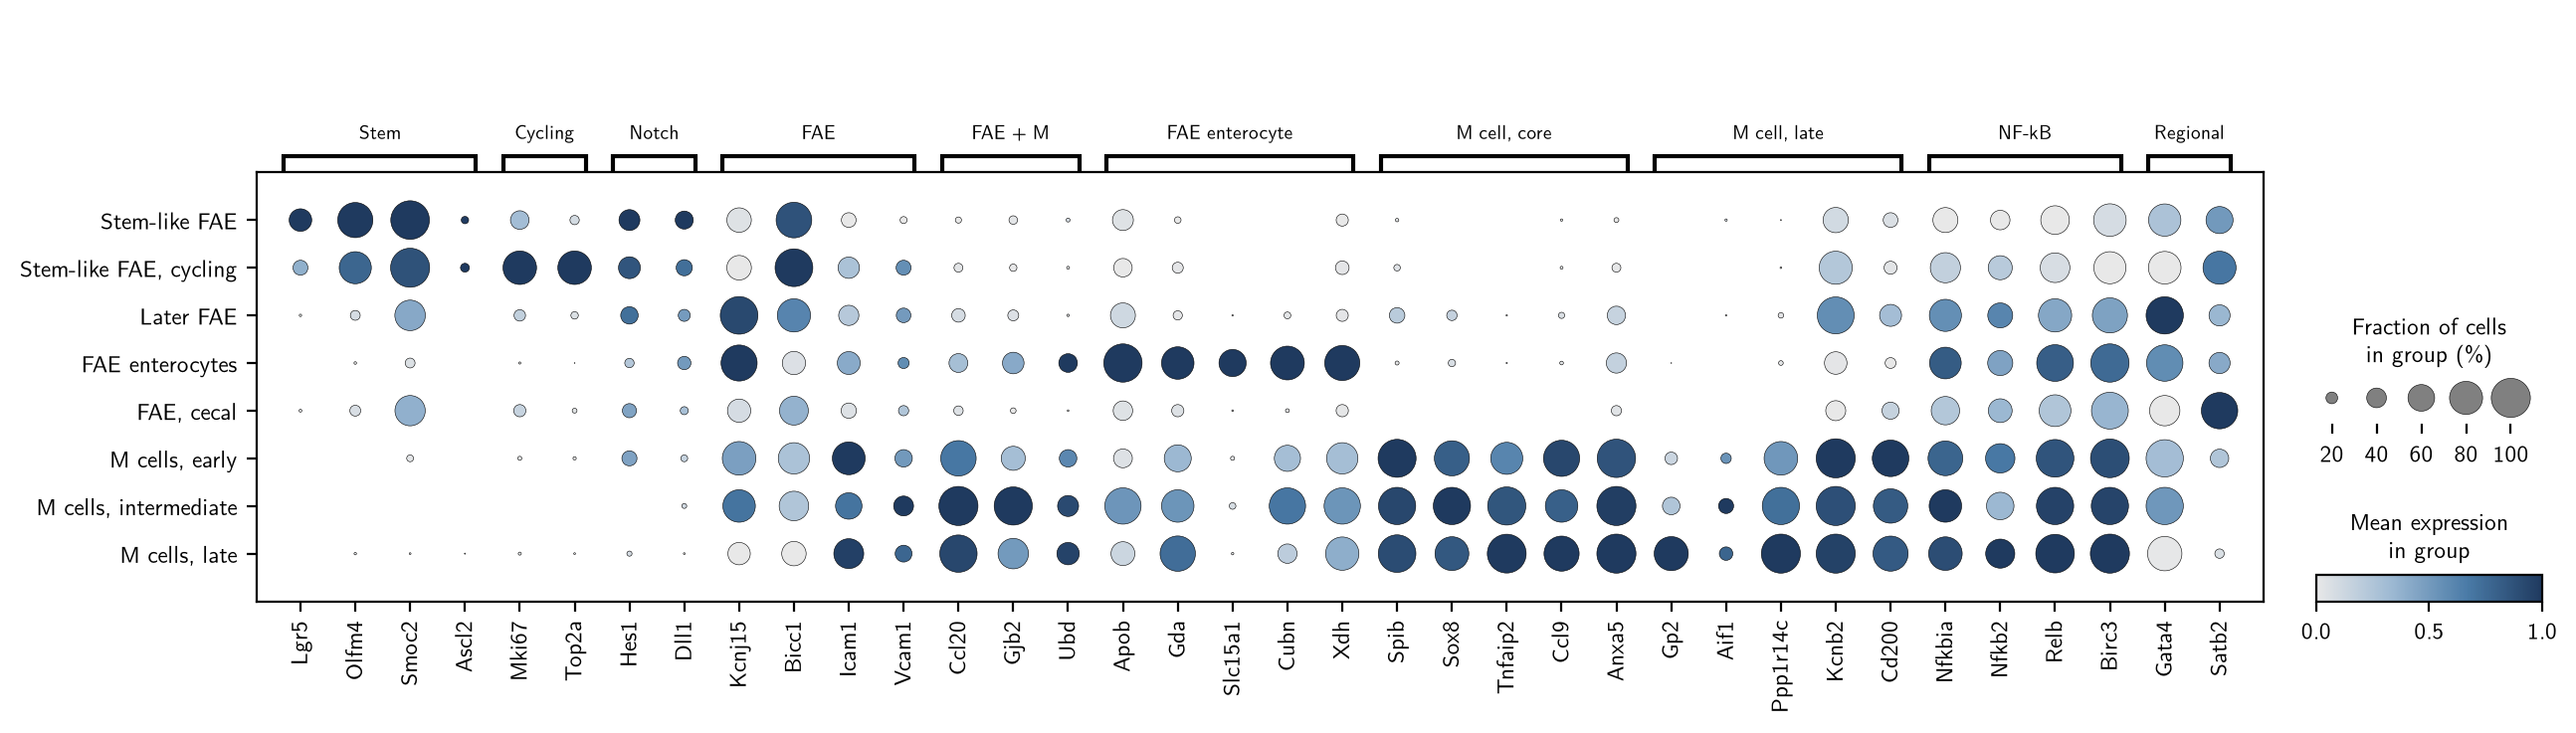 Stem Cycling Notch FAE FAE + M FAE enterocyte M cell, core M cell, late NF-kB Regional
Stem-like FAE
Stem-like FAE, cycling
Later FAE
FAE enterocytes
FAE, cecal
M cells, early
M cells, intermediate
M cells, late
Lgr5 Olfm4 Smoc2 Ascl2 Mki67 Top2a Hes1 Dll1 Kcnj15 Bicc1 Icam1 Vcam1 Ccl20 Gjb2 Ubd Apob Gda Slc15a1 Cubn Xdh Spib Sox8 Tnfaip2 Ccl9 Anxa5 Gp2 Aif1 Ppp1r14c Kcnb2 Cd200 Nfkbia Nfkb2 Relb Birc3 Gata4 Satb2
Fraction of cells
in group (%)
20 40 60 80 100
Mean expression
in group
0.0 0.5 1.0